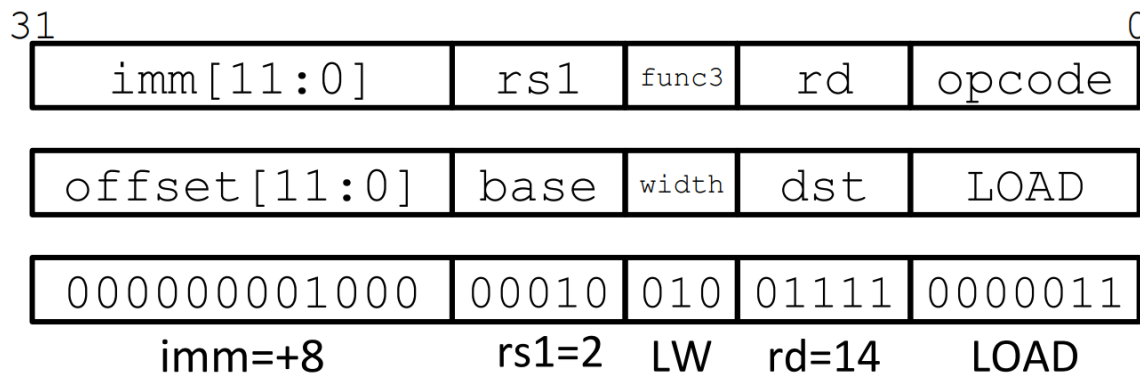 31 0
imm[11:0] rs1 func3 rd opcode
offset[11:0] base width dst LOAD
000000001000 00010 010 01111 0000011
imm=+8 rs1=2 LW rd=14 LOAD